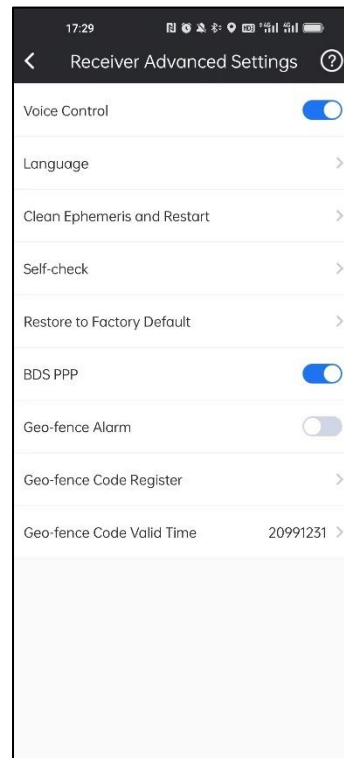 17:29
Receiver Advanced Settings
Voice Control
Language
Clean Ephemeris and Restart
Self-check
Restore to Factory Default
BDS PPP
Geo-fence Alarm
Geo-fence Code Register
Geo-fence Code Valid Time 20991231